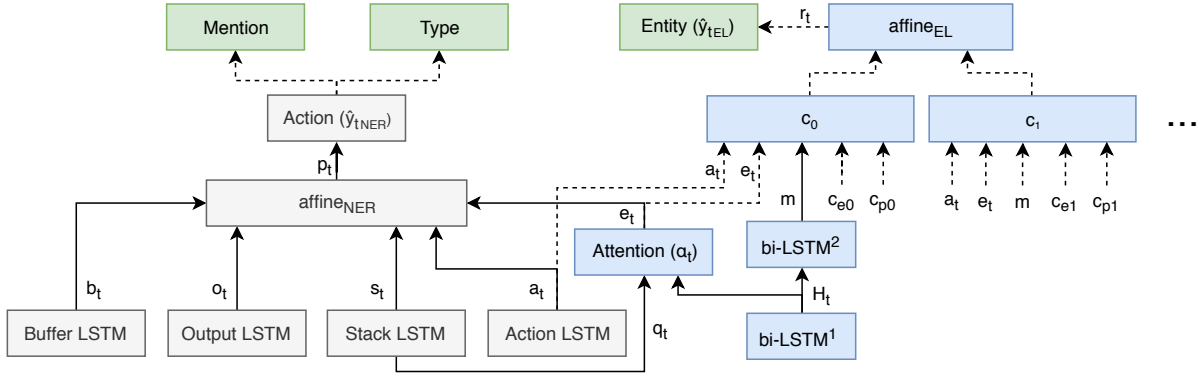 Mention
Type
Entity (ŷtEL)
rt
affineEL
Action (ŷtNER)
c0
c1
...
pt
at
et
affineNER
et
m
ce0
cp0
at
et
m
ce1
cp1
Attention (αt)
bi-LSTM2
bt
ot
st
at
Ht
Buffer LSTM
Output LSTM
Stack LSTM
Action LSTM
qt
bi-LSTM1